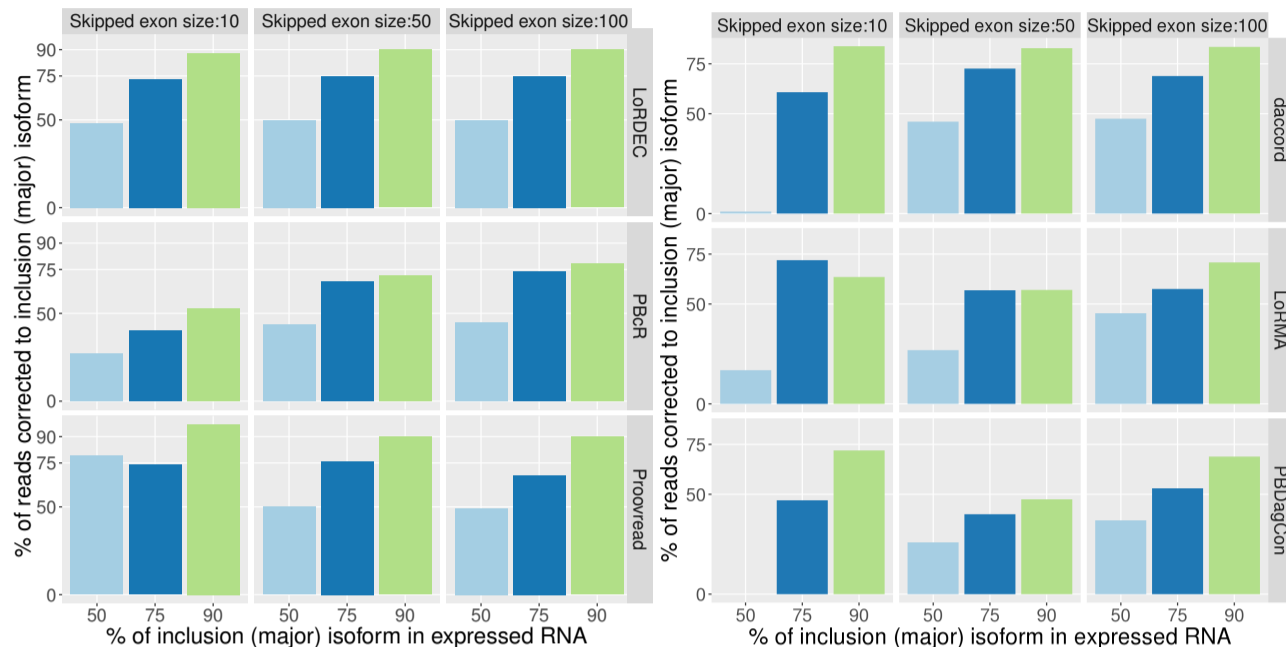 Skipped exon size:10 Skipped exon size:50 Skipped exon size:100
90
75
50
0
LoRDEC
90
75
50
0
PBcR
90
75
50
0
Proovread
50 75 90 50 75 90 50 75 90
% of inclusion (major) isoform in expressed RNA
% of reads corrected to inclusion (major) isoform
Skipped exon size:10 Skipped exon size:50 Skipped exon size:100
75
50
0
daccord
75
50
0
LoRMA
75
50
0
PBDagCon
50 75 90 50 75 90 50 75 90
% of inclusion (major) isoform in expressed RNA
% of reads corrected to inclusion (major) isoform